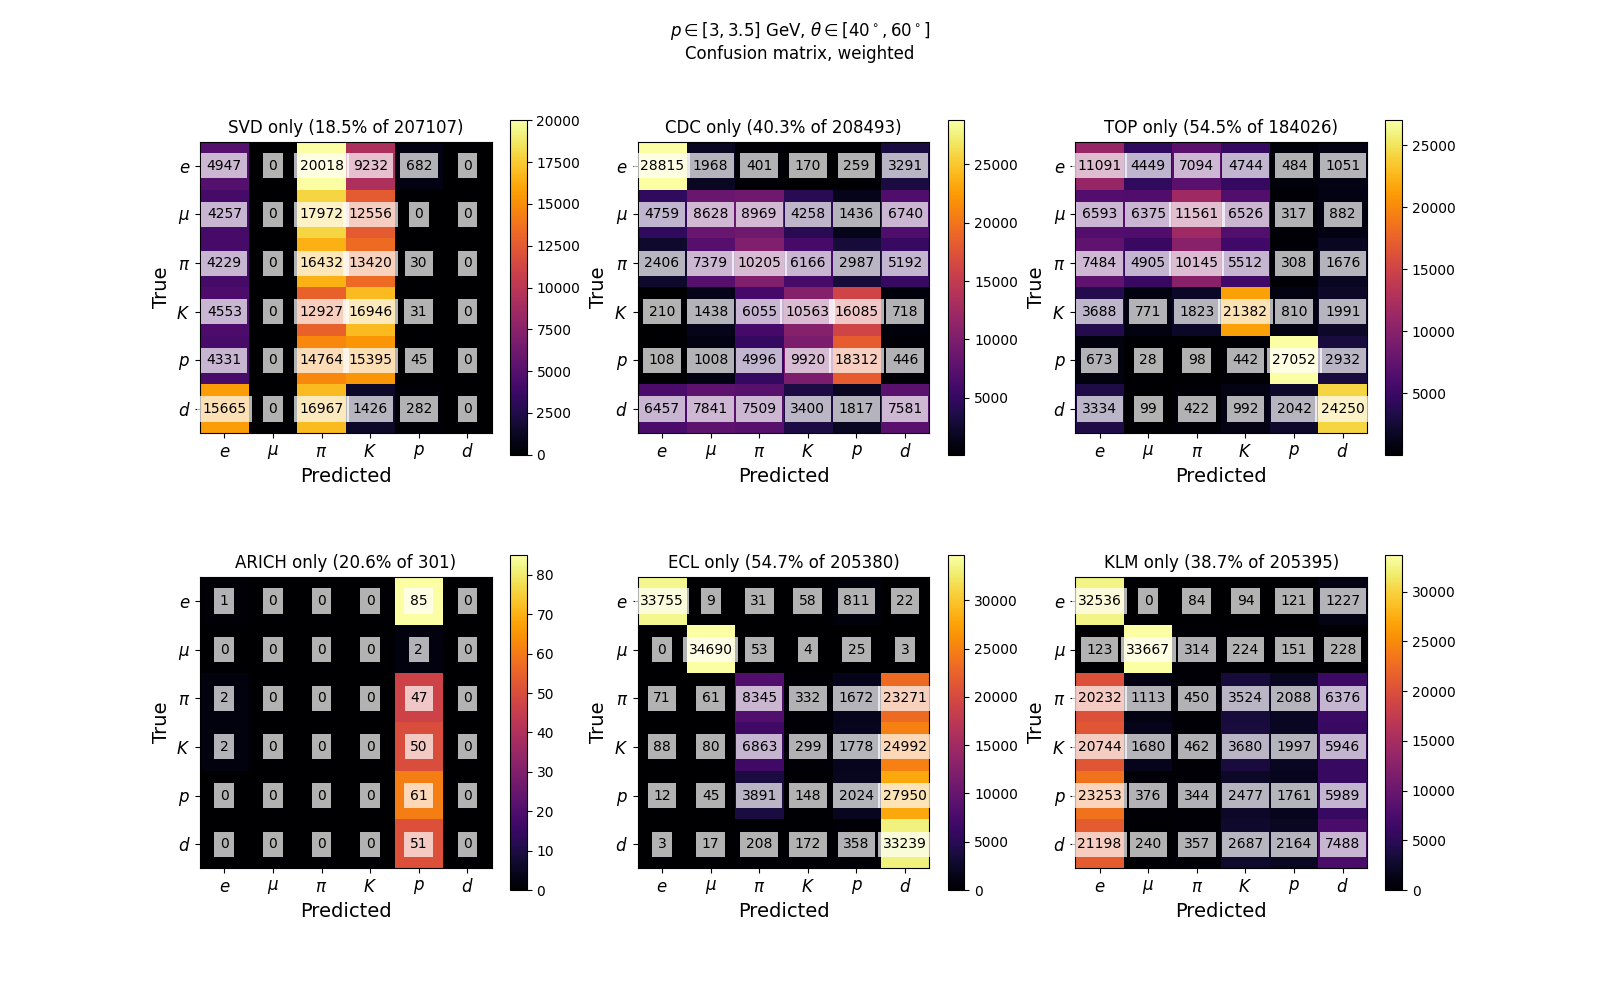 p ∈ [3, 3.5] GeV, θ ∈ [40°, 60°]
Confusion matrix, weighted
SVD only (18.5% of 207107)
True
e 4947 0 20018 9232 682 0
μ 4257 0 17972 12556 0 0
π 4229 0 16432 13420 30 0
K 4553 0 12927 16946 31 0
p 4331 0 14764 15395 45 0
d 15665 0 16967 1426 282 0
e μ π K p d
Predicted
20000
17500
15000
12500
10000
7500
5000
2500
0
CDC only (40.3% of 208493)
True
e 28815 1968 401 170 259 3291
μ 4759 8628 8969 4258 1436 6740
π 2406 7379 10205 6166 2987 5192
K 210 1438 6055 10563 16085 718
p 108 1008 4996 9920 18312 446
d 6457 7841 7509 3400 1817 7581
e μ π K p d
Predicted
25000
20000
15000
10000
5000
TOP only (54.5% of 184026)
True
e 11091 4449 7094 4744 484 1051
μ 6593 6375 11561 6526 317 882
π 7484 4905 10145 5512 308 1676
K 3688 771 1823 21382 810 1991
p 673 28 98 442 27052 2932
d 3334 99 422 992 2042 24250
e μ π K p d
Predicted
25000
20000
15000
10000
5000
ARICH only (20.6% of 301)
True
e 1 0 0 0 85 0
μ 0 0 0 0 2 0
π 2 0 0 0 47 0
K 2 0 0 0 50 0
p 0 0 0 0 61 0
d 0 0 0 0 51 0
e μ π K p d
Predicted
80
70
60
50
40
30
20
10
0
ECL only (54.7% of 205380)
True
e 33755 9 31 58 811 22
μ 0 34690 53 4 25 3
π 71 61 8345 332 1672 23271
K 88 80 6863 299 1778 24992
p 12 45 3891 148 2024 27950
d 3 17 208 172 358 33239
e μ π K p d
Predicted
30000
25000
20000
15000
10000
5000
0
KLM only (38.7% of 205395)
True
e 32536 0 84 94 121 1227
μ 123 33667 314 224 151 228
π 20232 1113 450 3524 2088 6376
K 20744 1680 462 3680 1997 5946
p 23253 376 344 2477 1761 5989
d 21198 240 357 2687 2164 7488
e μ π K p d
Predicted
30000
25000
20000
15000
10000
5000
0